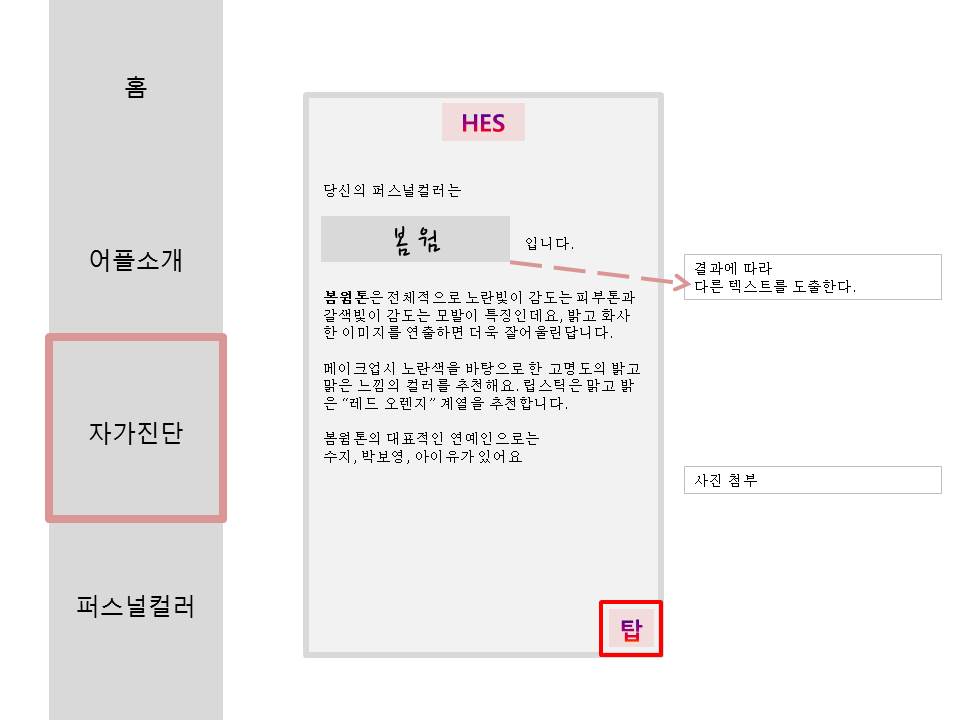 홈
어플소개
자가진단
퍼스널컬러
HES
당신의 퍼스널컬러는
봄 웜
입니다.
봄웜톤은 전체적으로 노란빛이 감도는 피부톤과
갈색빛이 감도는 모발이 특징인데요, 밝고 화사
한 이미지를 연출하면 더욱 잘어울린답니다.
메이크업시 노란색을 바탕으로 한 고명도의 밝고
맑은 느낌의 컬러를 추천해요. 립스틱은 맑고 밝
은 “레드 오렌지” 계열을 추천합니다.
봄웜톤의 대표적인 연예인으로는
수지, 박보영, 아이유가 있어요
탑
결과에 따라
다른 텍스트를 도출한다.
사진 첨부